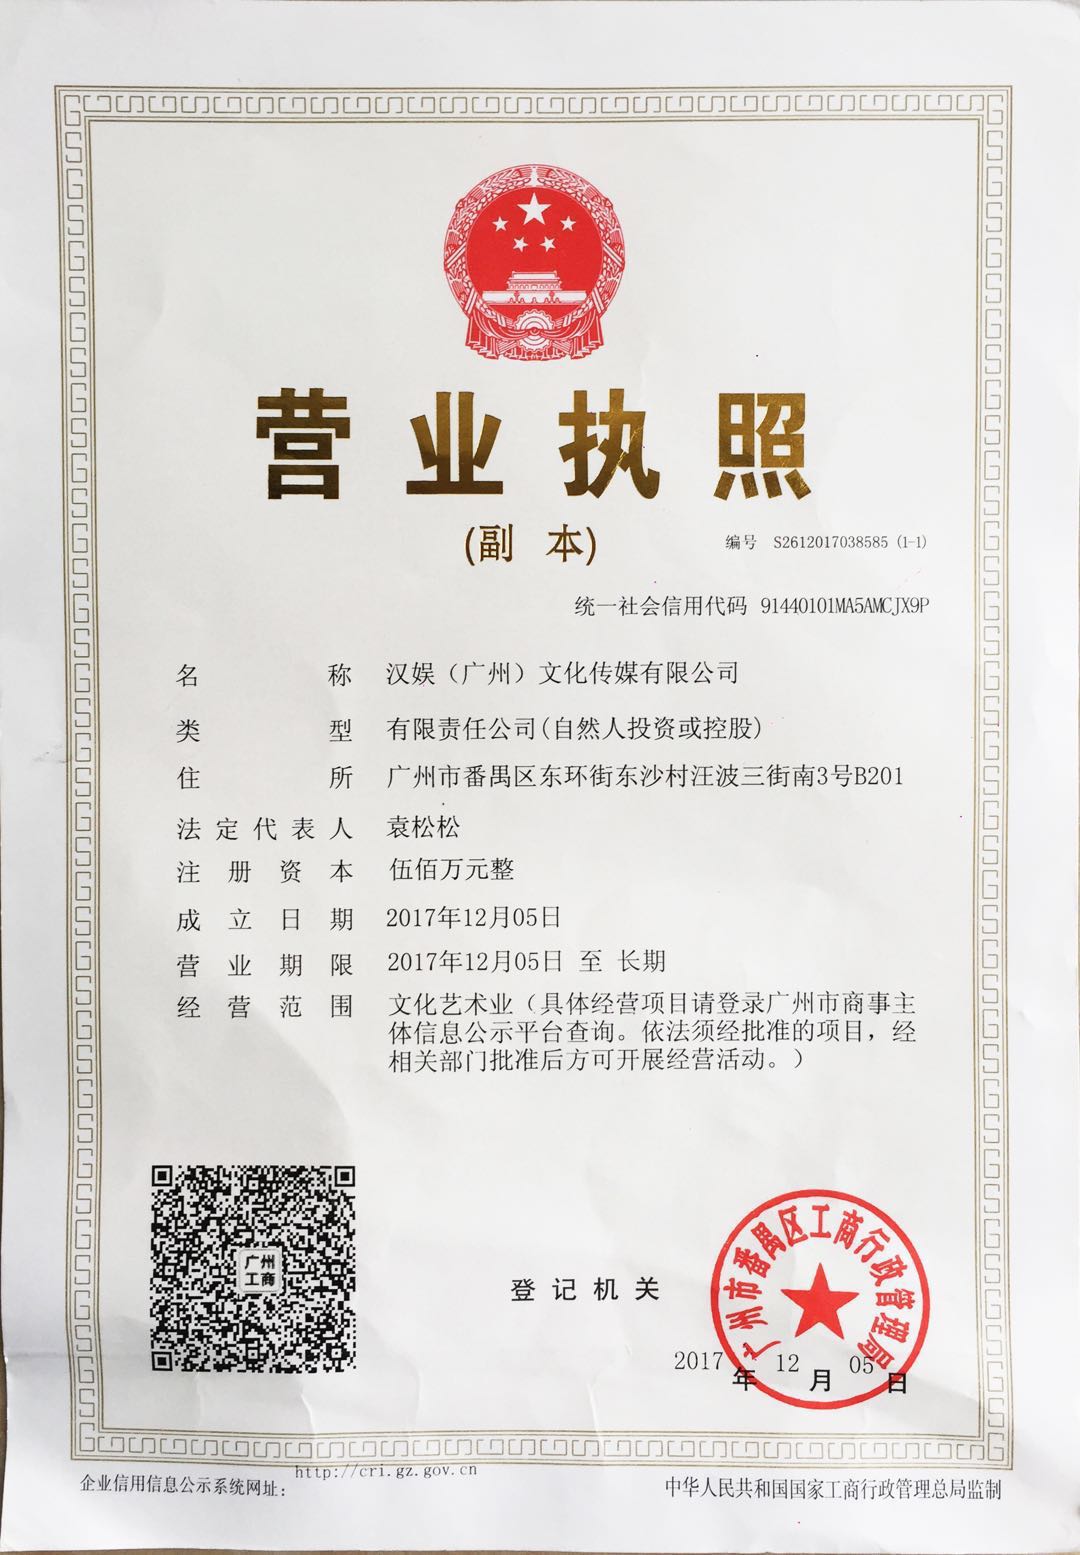 营业执照
(副 本)
编号 S2612017038585 (1-1)
统一社会信用代码 91440101MA5AMCJX9P
名称 汉娱（广州）文化传媒有限公司
类型 有限责任公司(自然人投资或控股)
住所 广州市番禺区东环街东沙村汪波三街南3号B201
法定代表人 袁松松
注册资本 伍佰万元整
成立日期 2017年12月05日
营业期限 2017年12月05日 至 长期
经营范围 文化艺术业（具体经营项目请登录广州市商事主
体信息公示平台查询。依法须经批准的项目，经
相关部门批准后方可开展经营活动。）
广州
工商
登记机关
广州市番禺区工商行政管理局
2017年12月05日
企业信用信息公示系统网址： http://cri.gz.gov.cn
中华人民共和国国家工商行政管理总局监制